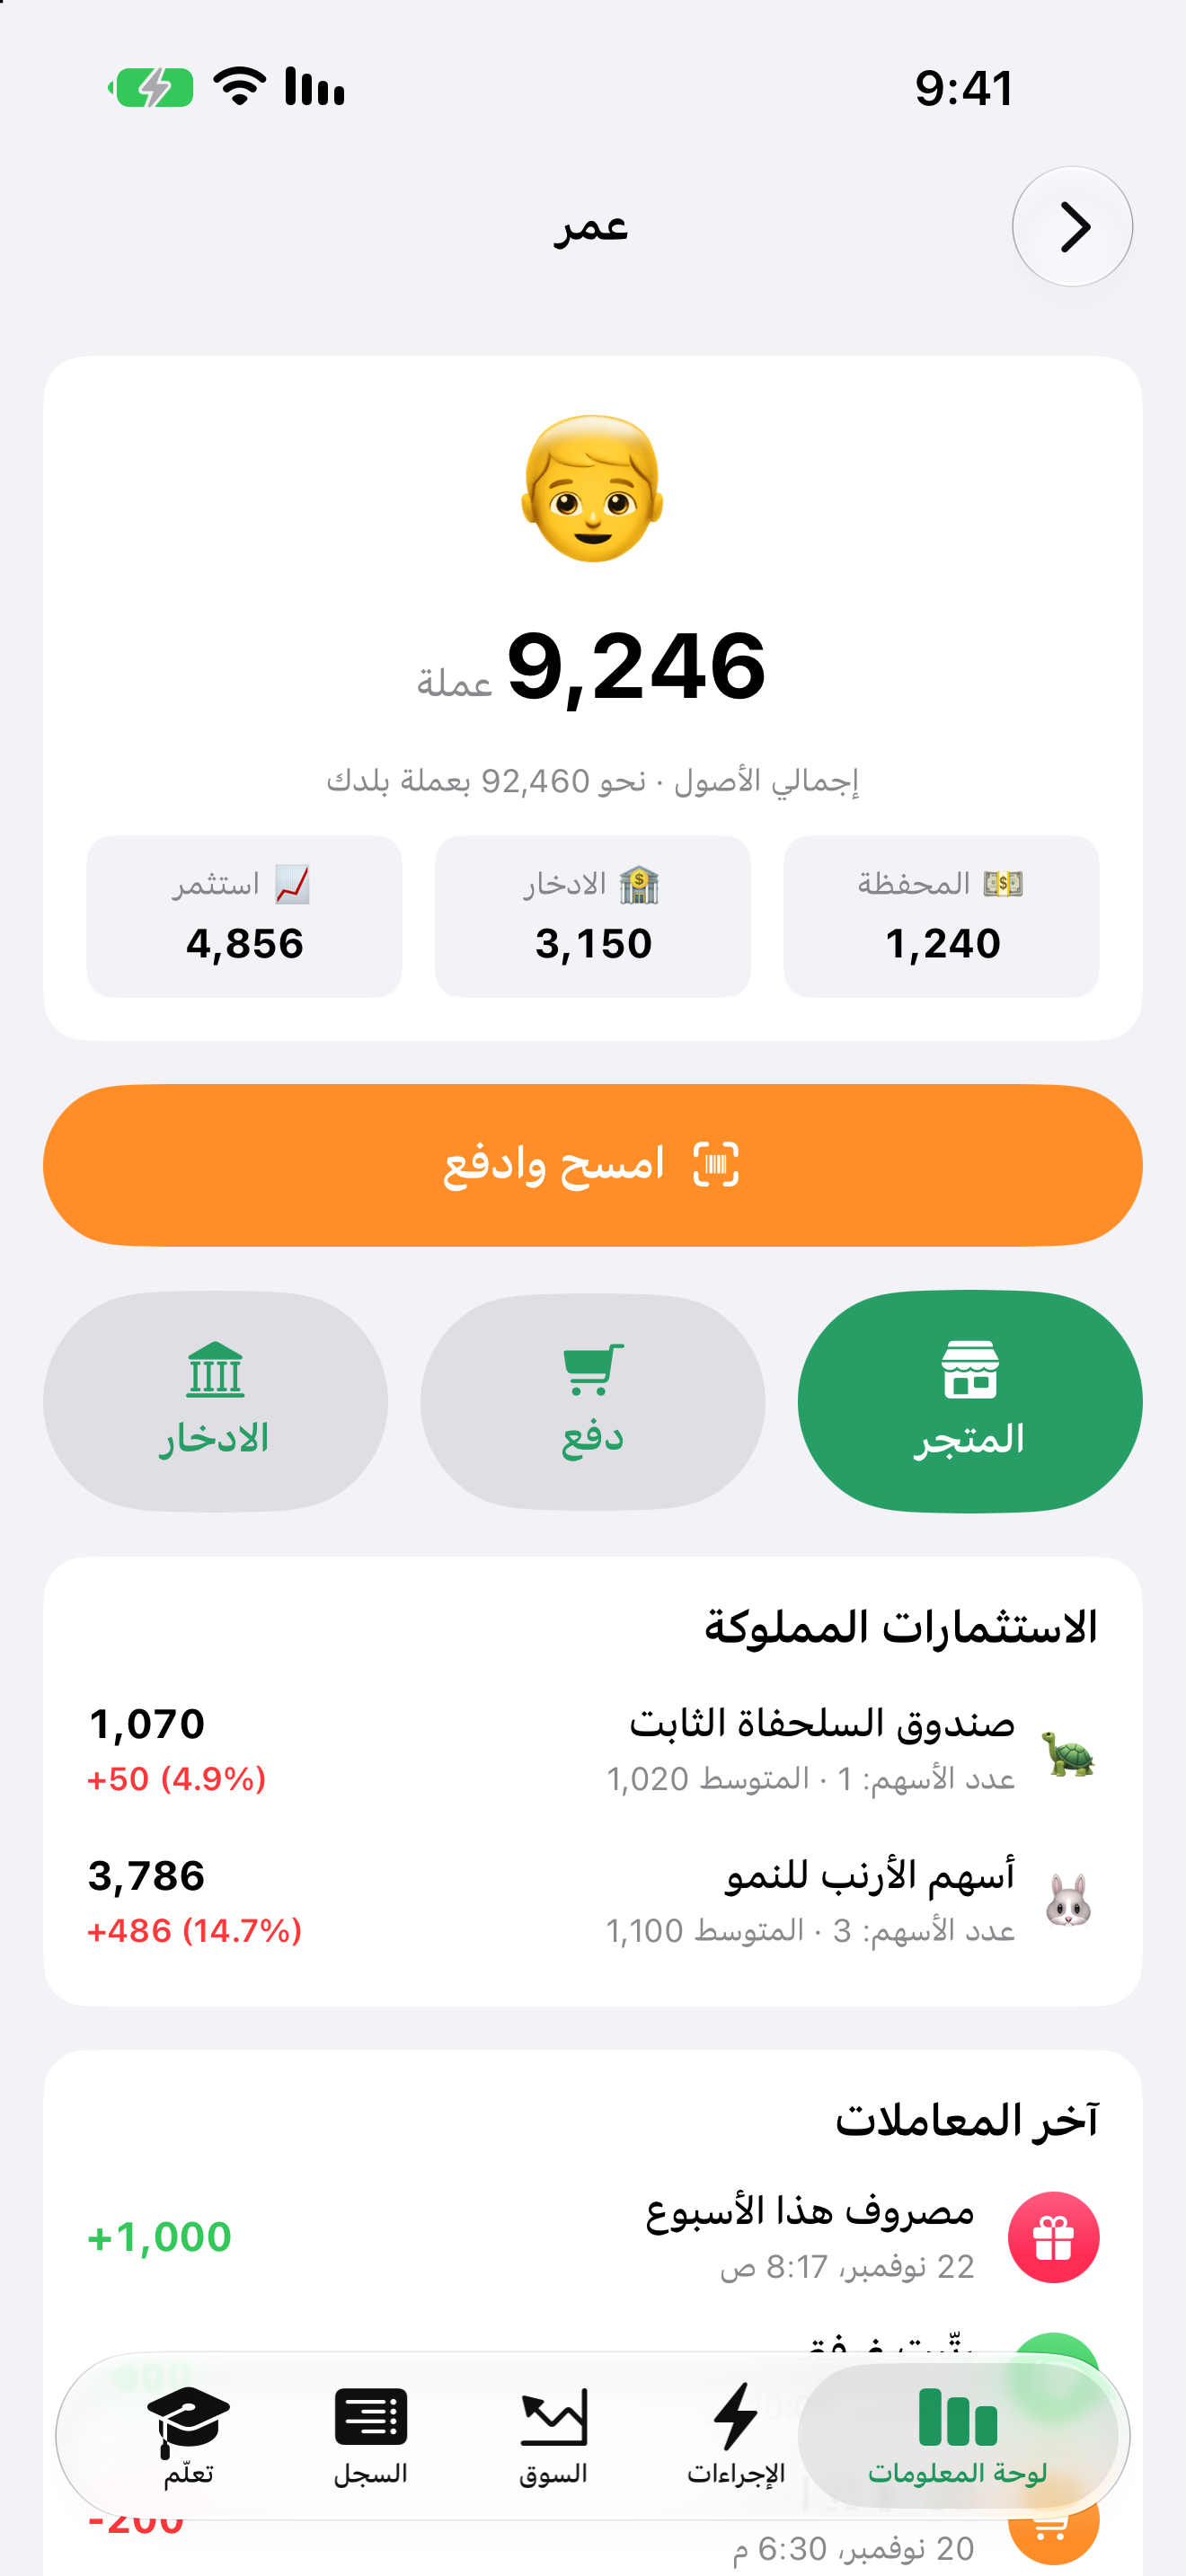 9:41
عمر
9,246 عملة
إجمالي الأصول · نحو 92,460 بعملة بلدك
المحفظة
1,240
الادخار
3,150
استثمر
4,856
امسح وادفع
المتجر
دفع
الادخار
الاستثمارات المملوكة
صندوق السلحفاة الثابت
1,070
عدد الأسهم: 1 · المتوسط 1,020
+50 (4.9%)
أسهم الأرنب للنمو
3,786
عدد الأسهم: 3 · المتوسط 1,100
+486 (14.7%)
آخر المعاملات
مصروف هذا الأسبوع
22 نوفمبر، 8:17 ص
+1,000
لوحة المعلومات
الإجراءات
السوق
السجل
تعلّم
-200
20 نوفمبر، 6:30 م